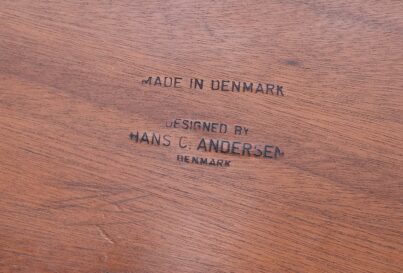 MADE IN DENMARK
DESIGNED BY
HANS C. ANDERSEN
DENMARK